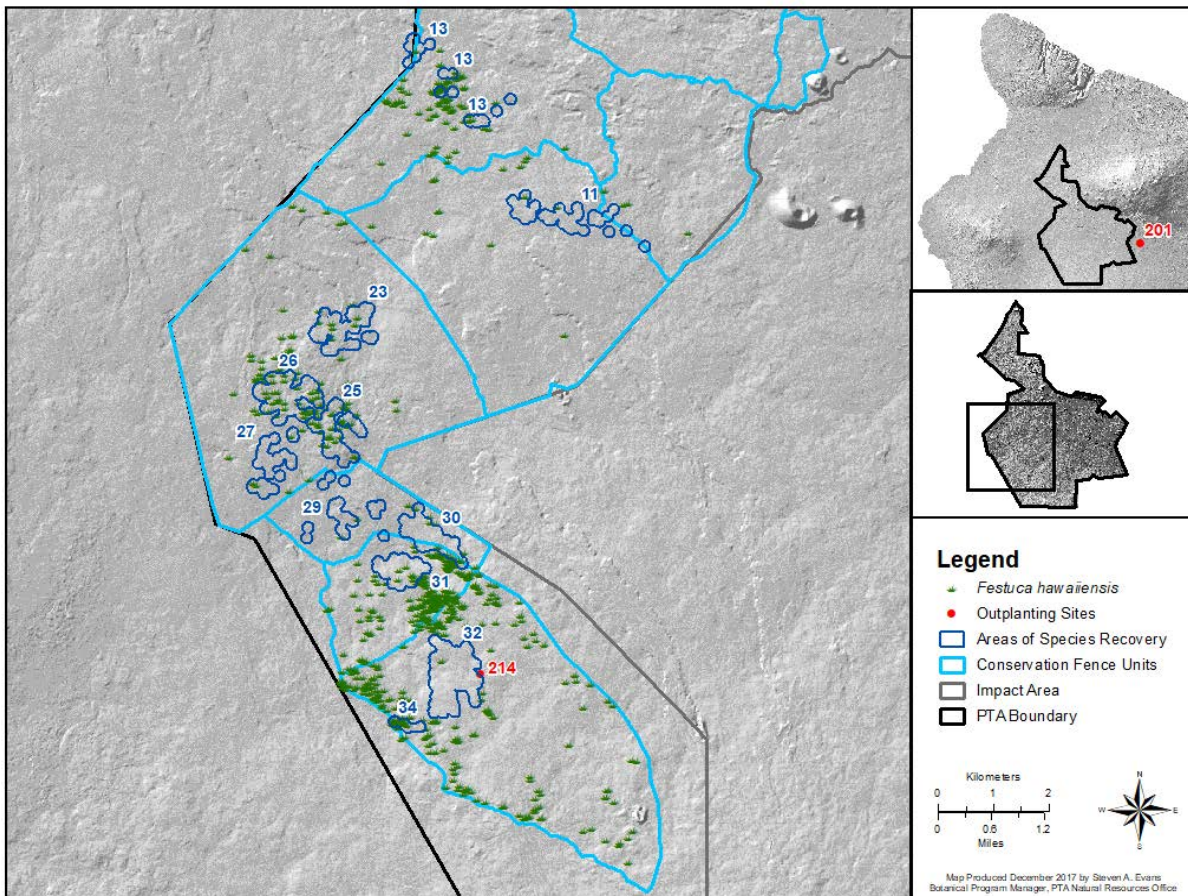 13
13
13
11
23
26
25
27
29
30
31
32
214
34
201
Legend
Festuca hawaiiensis
Outplanting Sites
Areas of Species Recovery
Conservation Fence Units
Impact Area
PTA Boundary
Kilometers
0 1 2
0 0.6 1.2
Miles
N
W E
S
Map Produced December 2017 by Steven A. Evans
Botanical Program Manager, PTA Natural Resources Office